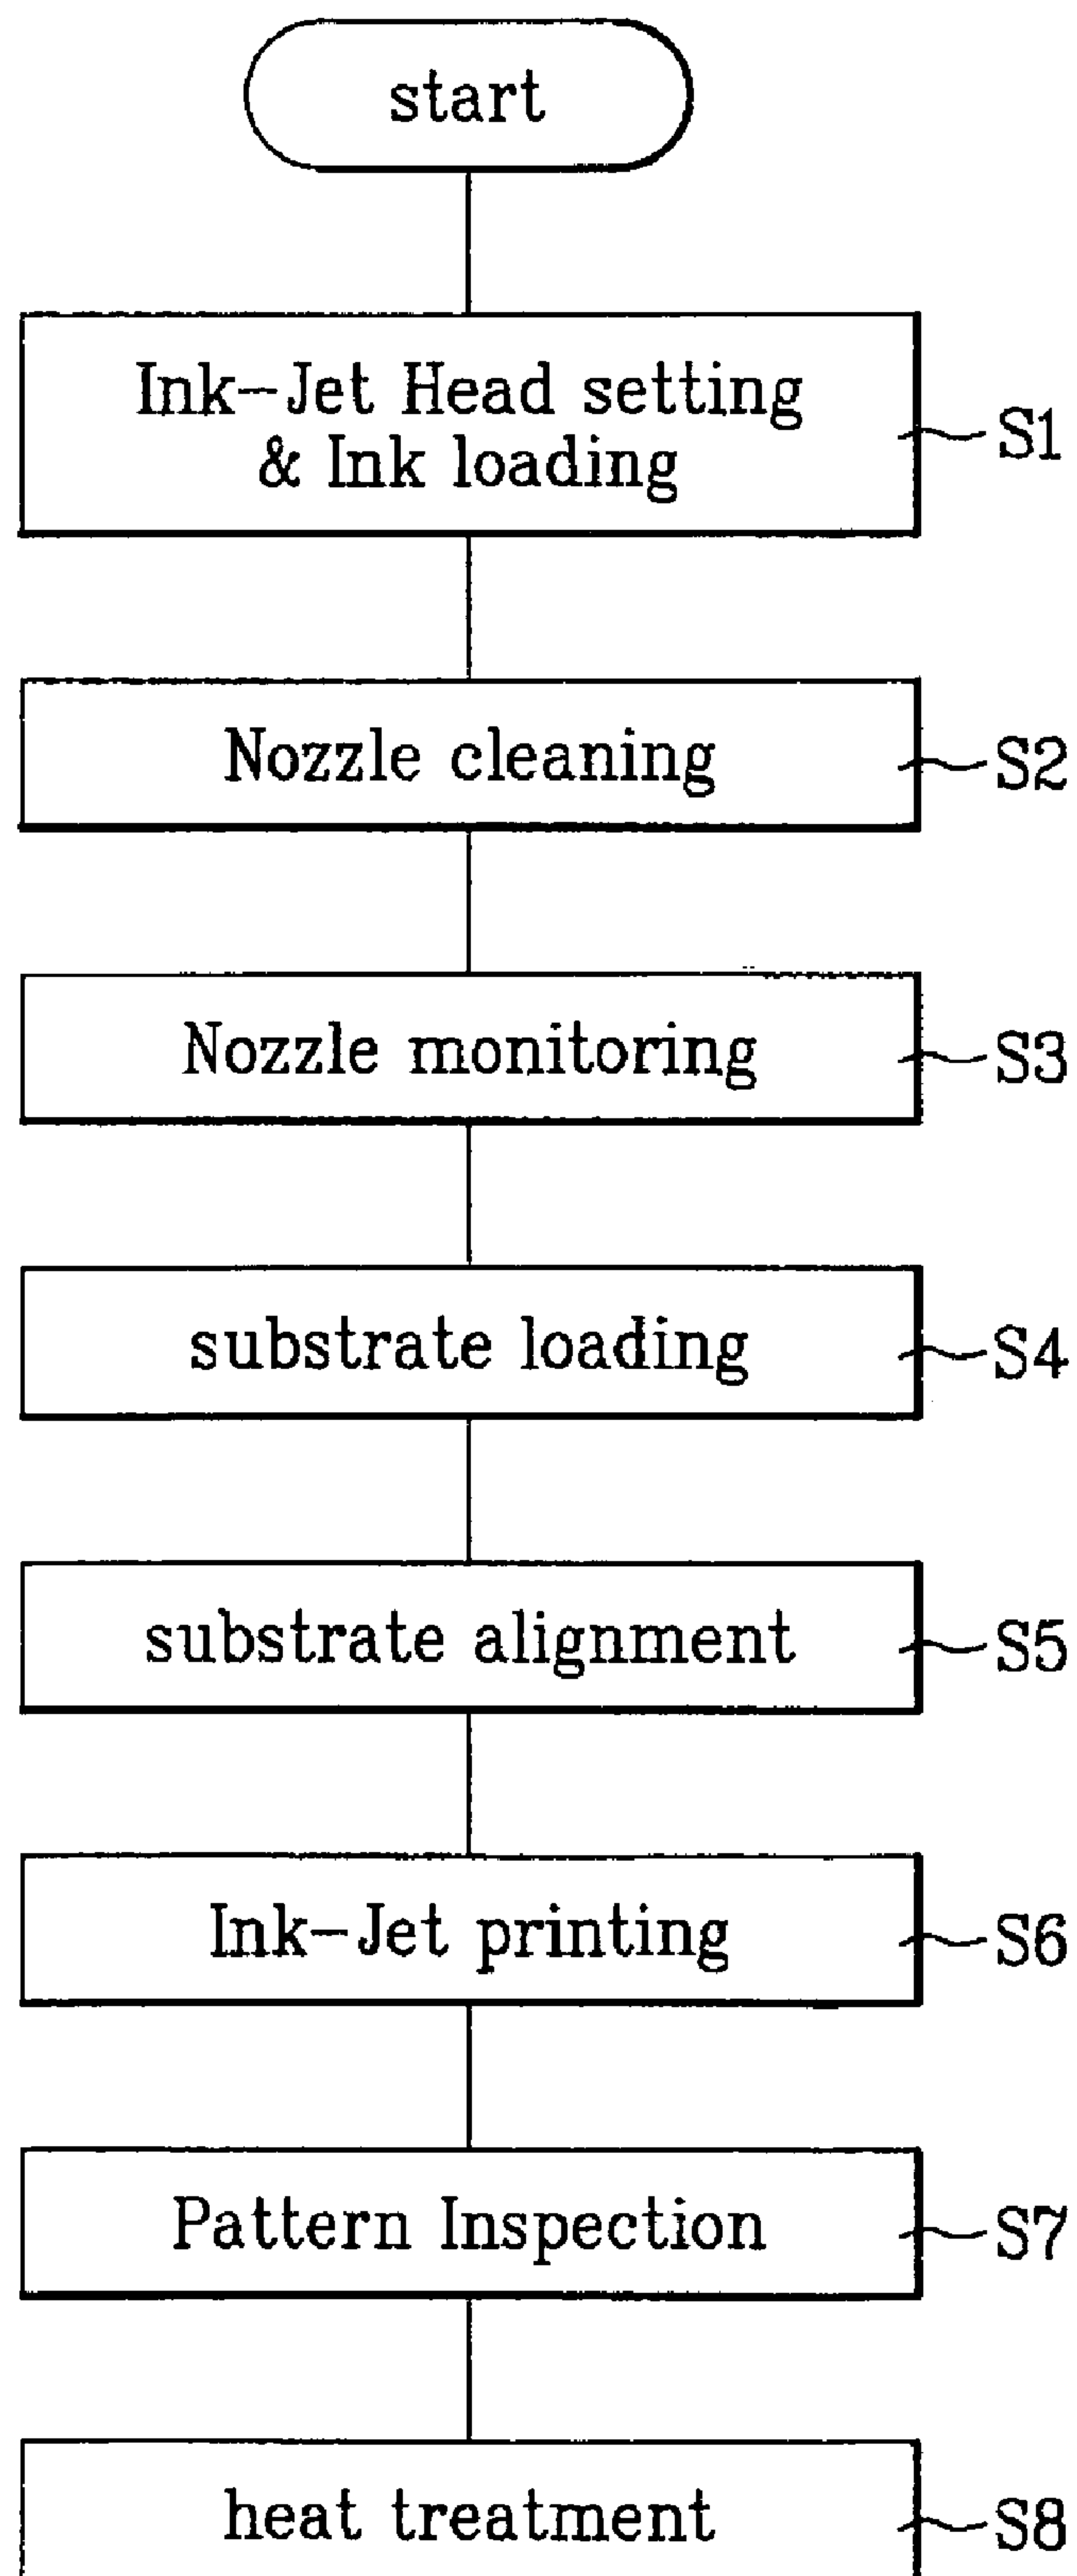 start
Ink-Jet Head setting
& Ink loading
S1
Nozzle cleaning
S2
Nozzle monitoring
S3
substrate loading
S4
substrate alignment
S5
Ink-Jet printing
S6
Pattern Inspection
S7
heat treatment
S8